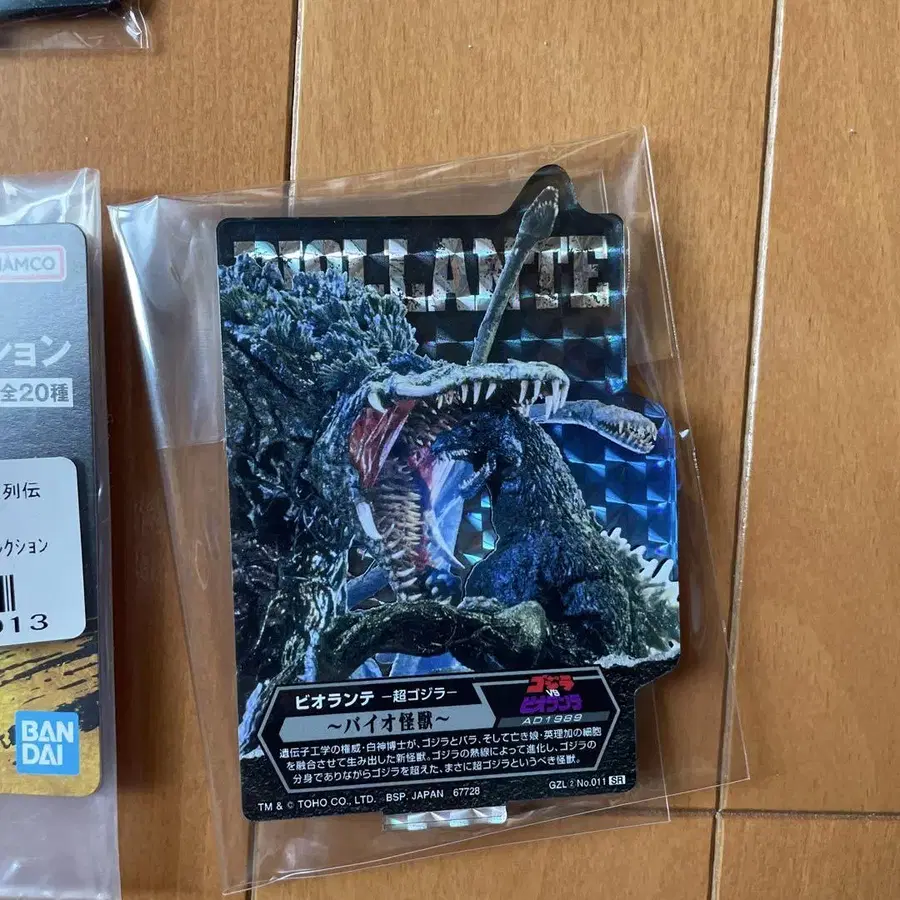 BIOLLANTE
NAMCO
ション
全20種
列伝
クション
013
BAN
DAI
ビオランテ －超ゴジラ－
～バイオ怪獣～
ゴジラ
VS
ビオランテ
AD1989
遺伝子工学の権威・白神博士が、ゴジラとバラ、そして亡き娘・英理加の細胞
を融合させて生み出した新怪獣。ゴジラの熱線によって進化し、ゴジラの
分身でありながらゴジラを超えた、まさに超ゴジラというべき怪獣。
GZL 2 No.011 SR
TM & © TOHO CO., LTD. BSP. JAPAN 67728